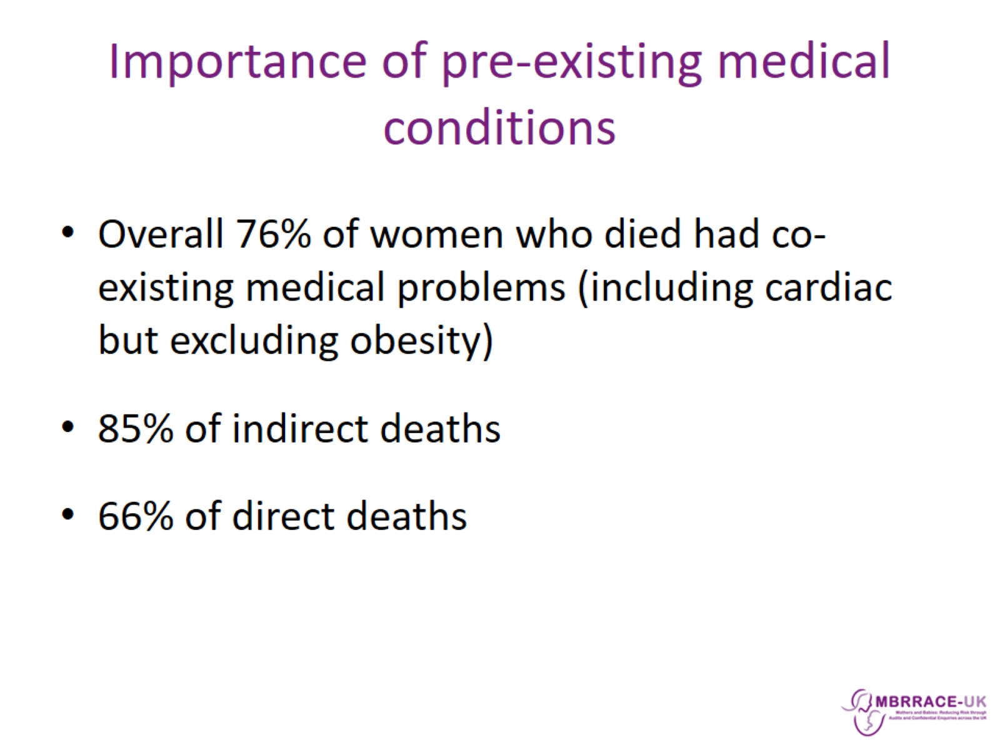 Importance of pre-existing medical
conditions
• Overall 76% of women who died had co-
existing medical problems (including cardiac
but excluding obesity)
• 85% of indirect deaths
• 66% of direct deaths
MBRRACE-UK
Mothers and Babies: Reducing Risk through
Audits and Confidential Enquiries across the UK